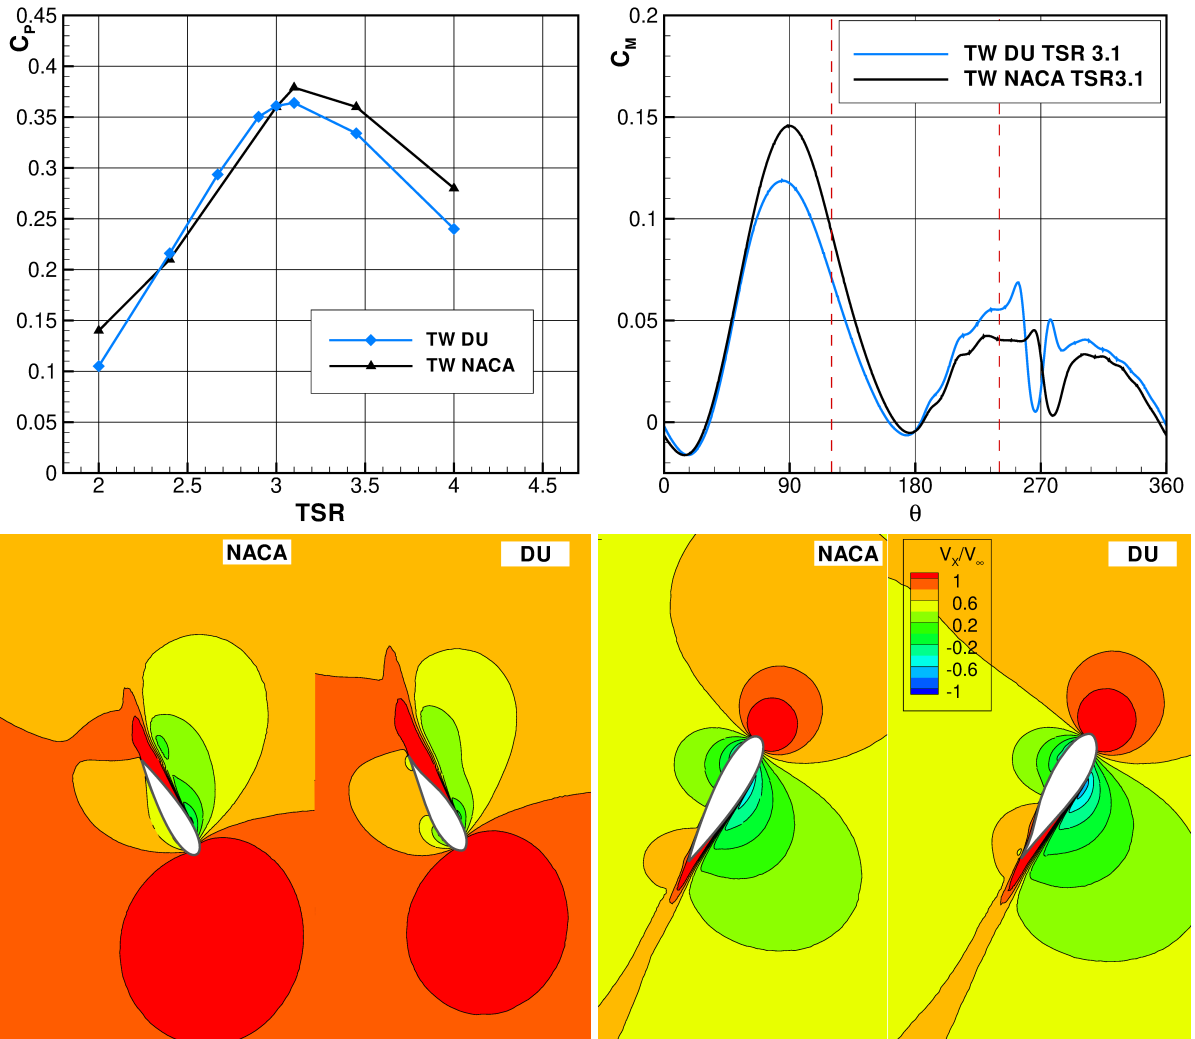 C_P
0.45
0.4
0.35
0.3
0.25
0.2
0.15
0.1
0.05
0
2
2.5
3
3.5
4
4.5
TSR
TW DU
TW NACA
C_M
0.2
0.15
0.1
0.05
0
0
90
180
270
360
θ
TW DU TSR 3.1
TW NACA TSR3.1
NACA
DU
NACA
DU
V_X/V_∞
1
0.6
0.2
-0.2
-0.6
-1